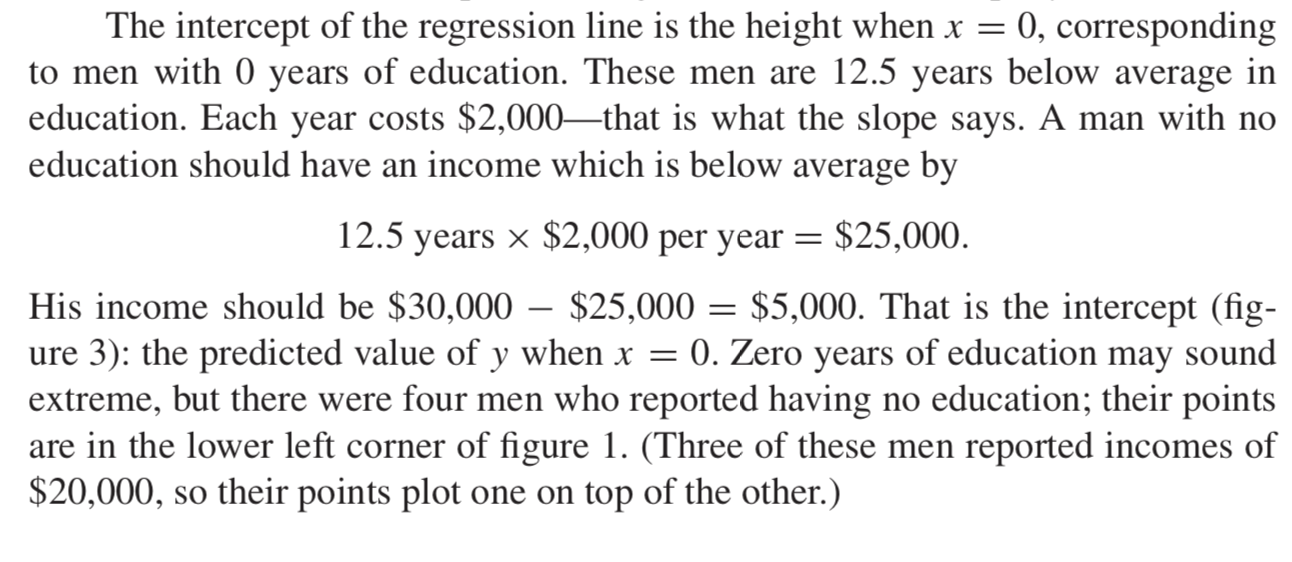 The intercept of the regression line is the height when x = 0, corresponding
to men with 0 years of education. These men are 12.5 years below average in
education. Each year costs $2,000—that is what the slope says. A man with no
education should have an income which is below average by
12.5 years × $2,000 per year = $25,000.
His income should be $30,000 – $25,000 = $5,000. That is the intercept (fig-
ure 3): the predicted value of y when x = 0. Zero years of education may sound
extreme, but there were four men who reported having no education; their points
are in the lower left corner of figure 1. (Three of these men reported incomes of
$20,000, so their points plot one on top of the other.)